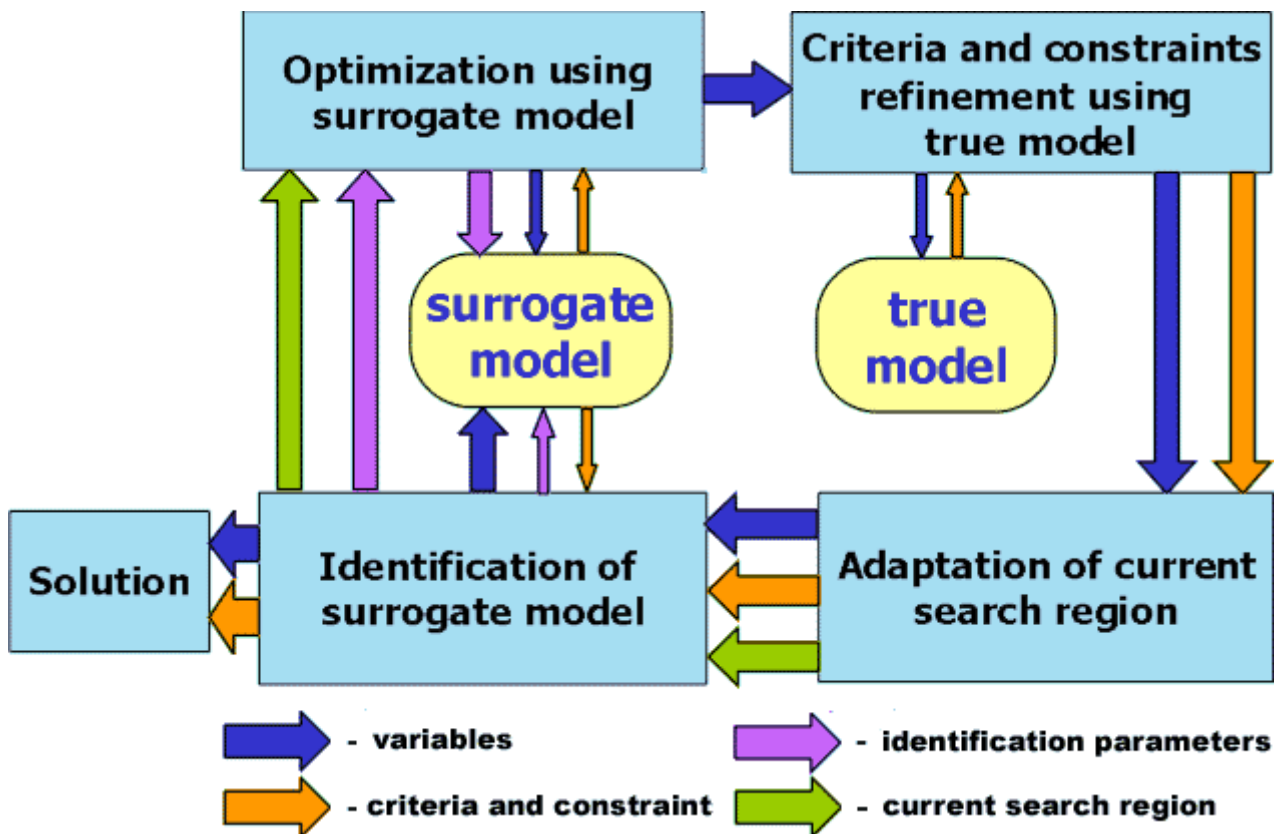 Optimization using
surrogate model
Criteria and constraints
refinement using
true model
surrogate
model
true
model
Solution
Identification of
surrogate model
Adaptation of current
search region
- variables
- identification parameters
- criteria and constraint
- current search region